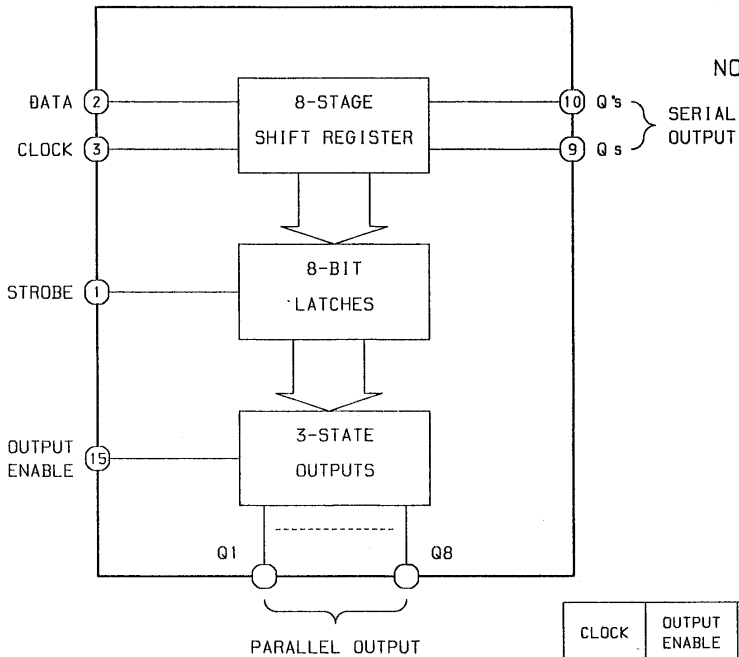 NO
DATA 2
8-STAGE
SHIFT REGISTER
10 Q's
CLOCK 3
9 Qs
SERIAL
OUTPUT
8-BIT
LATCHES
STROBE 1
3-STATE
OUTPUTS
OUTPUT
ENABLE
15
Q1
Q8
PARALLEL OUTPUT
CLOCK
OUTPUT
ENABLE